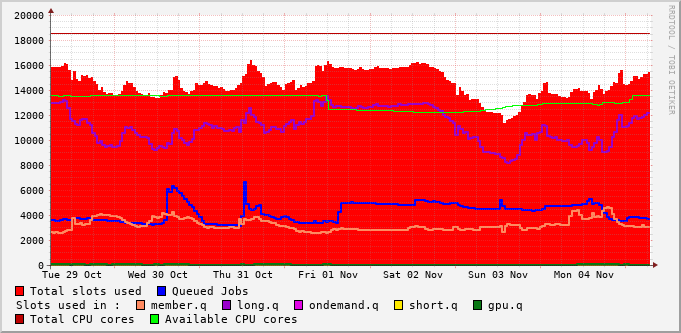 RRDTOOL / TOBI OETIKER
20000
18000
16000
14000
12000
10000
8000
6000
4000
2000
0
Tue 29 Oct Wed 30 Oct Thu 31 Oct Fri 01 Nov Sat 02 Nov Sun 03 Nov Mon 04 Nov
Total slots used Queued Jobs
Slots used in : member.q long.q ondemand.q short.q gpu.q
Total CPU cores Available CPU cores